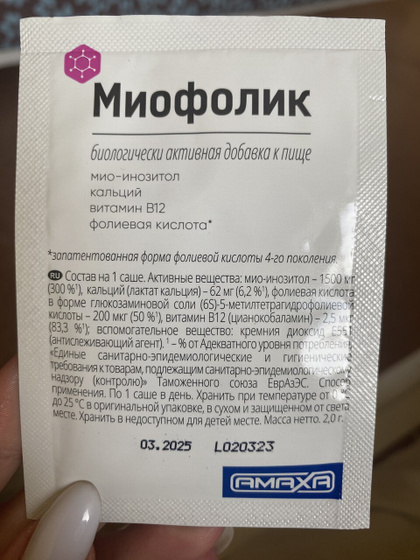 Миофолик
биологически активная добавка к пище
мио-инозитол
кальций
витамин B12
фолиевая кислота*
*запатентованная форма фолиевой кислоты 4-го поколения.
RU Состав на 1 саше. Активные вещества: мио-инозитол – 1500 мг
(300 %¹), кальций (лактат кальция) – 62 мг (6,2 %¹), фолиевая кислота
в форме глюкозаминовой соли (6S)-5-метилтетрагидрофолиевой
кислоты – 200 мкг (50 %¹), витамин B12 (цианокобаламин) – 2,5 мкг
(83,3 %¹); вспомогательное вещество: кремния диоксид E551
(антислеживающий агент). ¹ – % от Адекватного уровня потребления
«Единые санитарно-эпидемиологические и гигиенические
требования к товарам, подлежащим санитарно-эпидемиологическому
надзору (контролю)» Таможенного союза ЕврАзЭС. Способ
применения. По 1 саше в день. Хранить при температуре от
до 25 °C в оригинальной упаковке, в сухом и защищенном от света
месте. Хранить в недоступном для детей месте. Масса нетто. 2,0 г.
03.2025 L020323
АМАХА